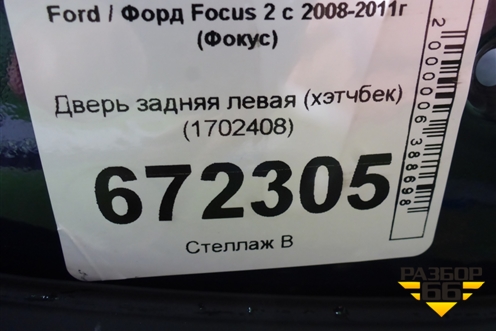 Ford / Форд Focus 2 с 2008-2011г
(Фокус)
Дверь задняя левая (хэтчбек)
(1702408)
672305
Стеллаж В
2000006388698
РАЗБОР
66